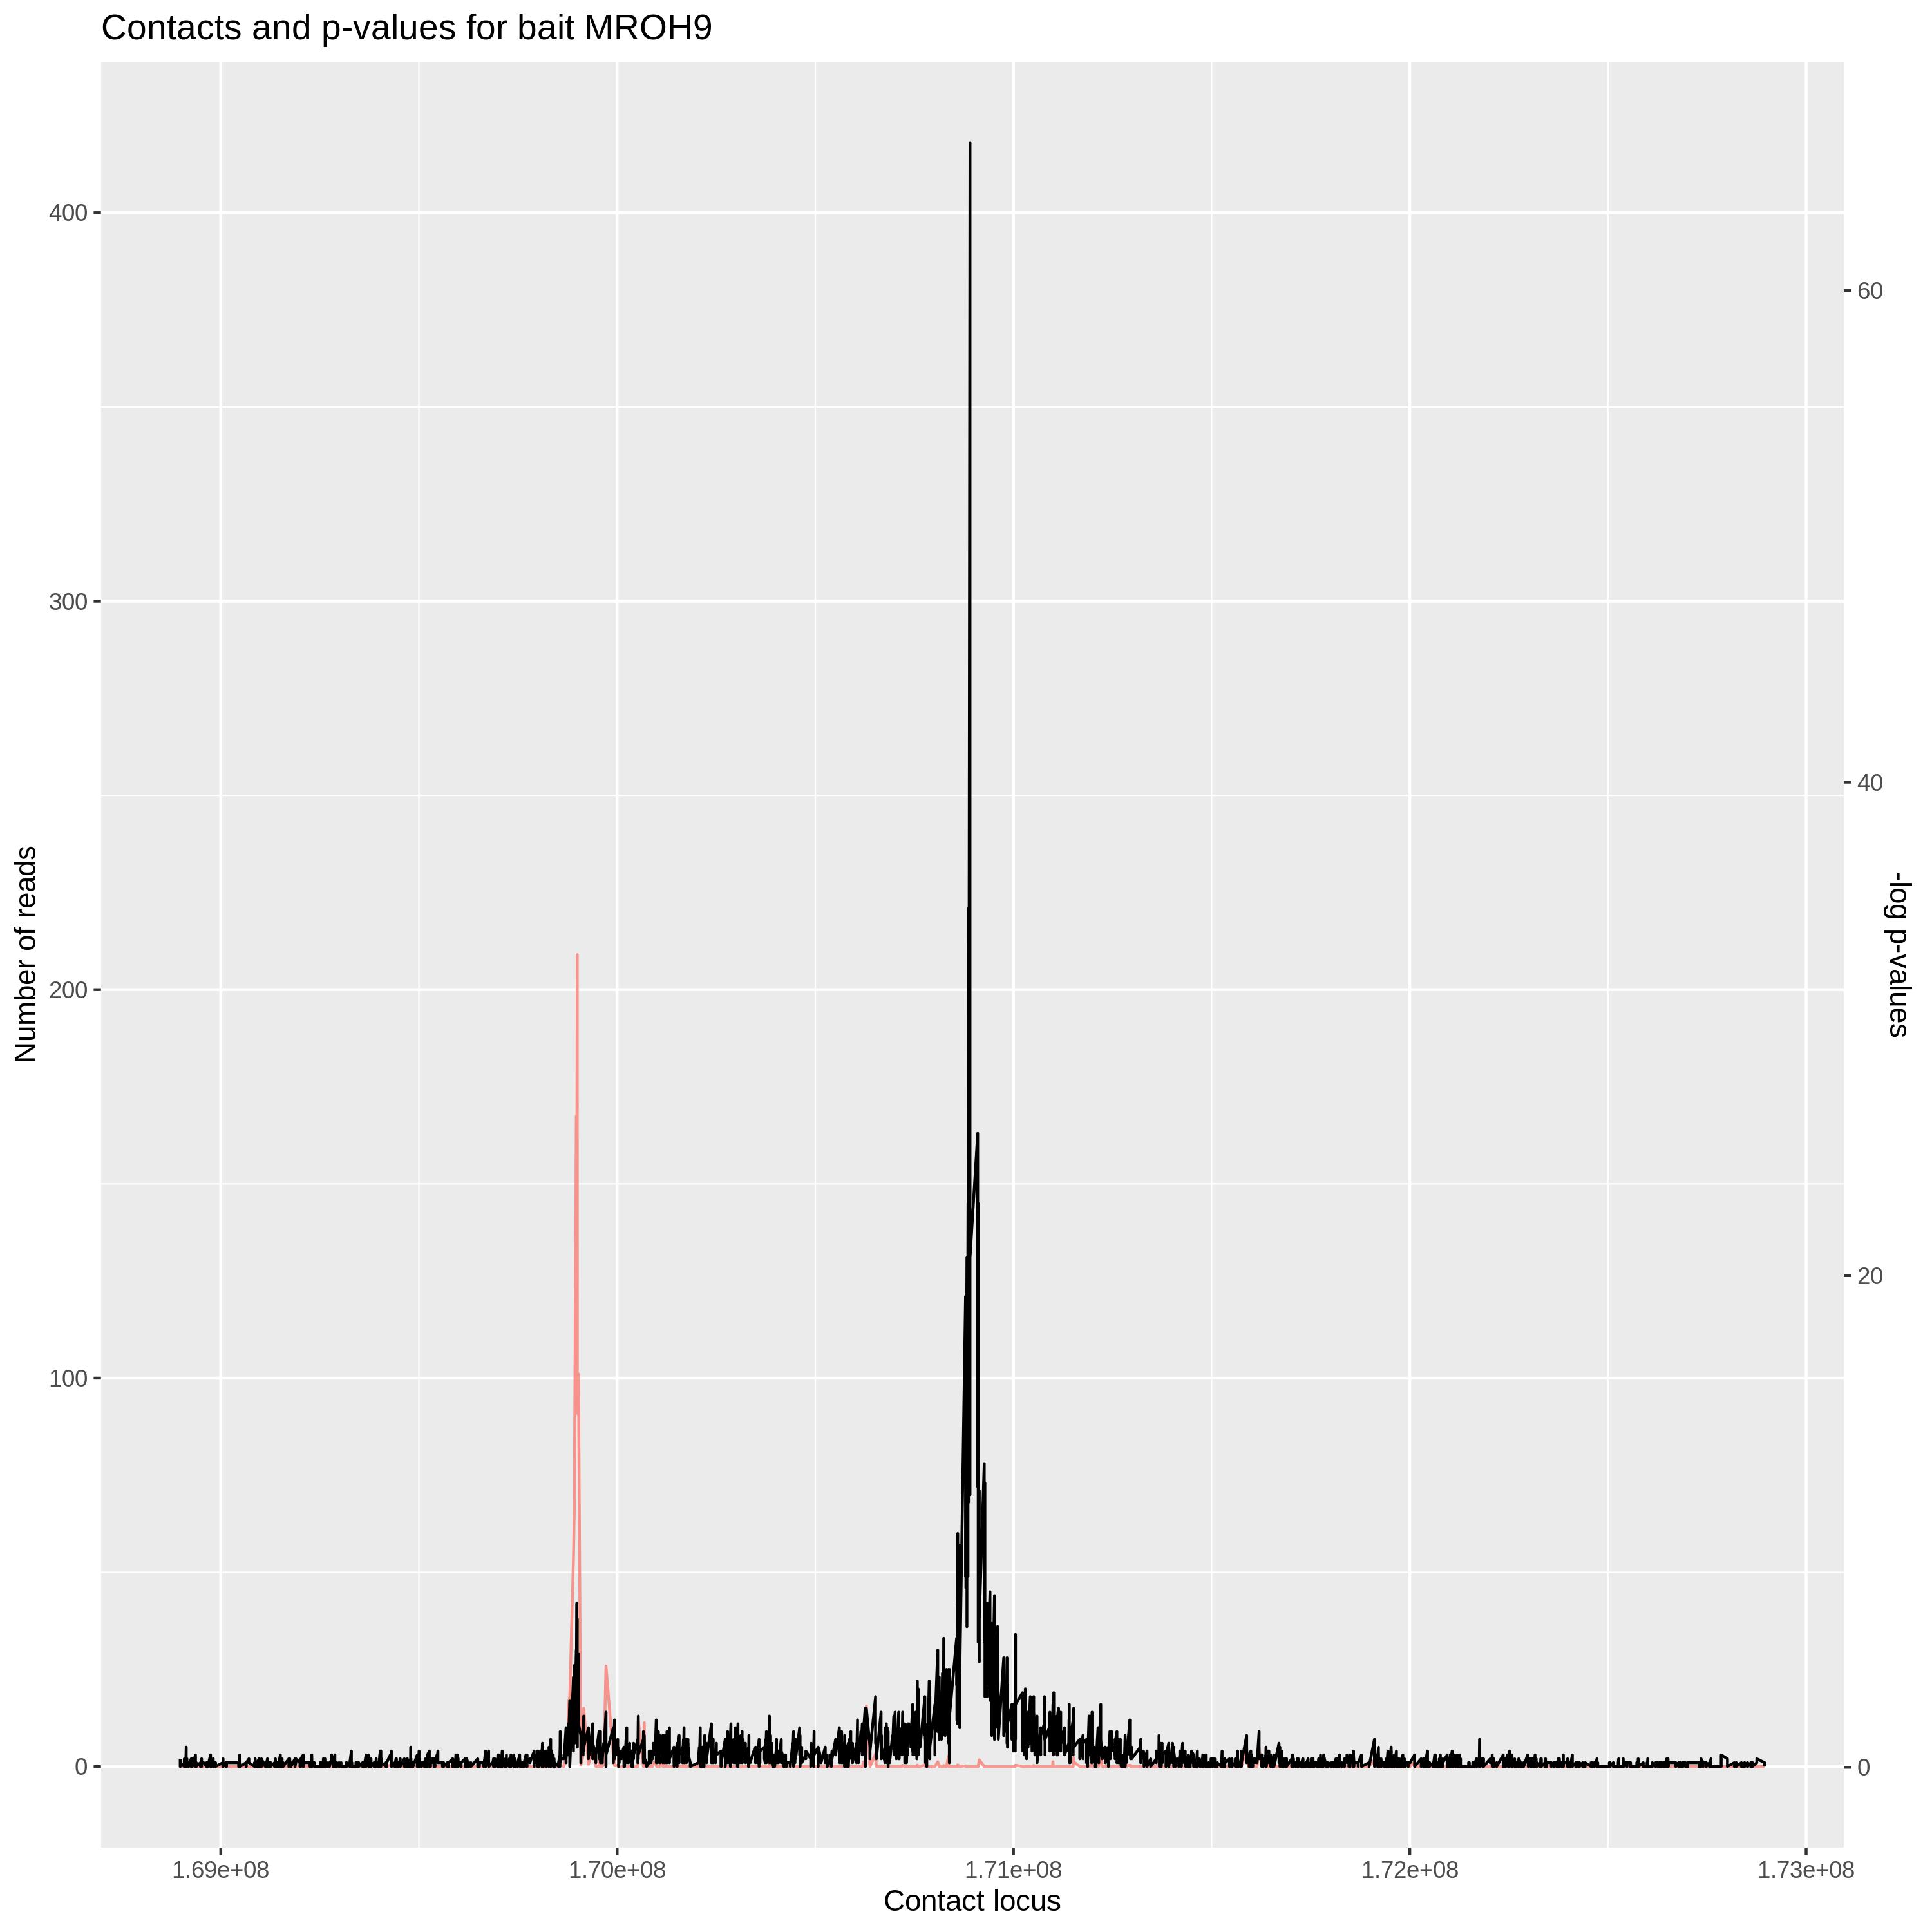 Contacts and p-values for bait MROH9
400
300
200
100
0
60
40
20
0
Number of reads
-log p-values
1.69e+08
1.70e+08
1.71e+08
1.72e+08
1.73e+08
Contact locus